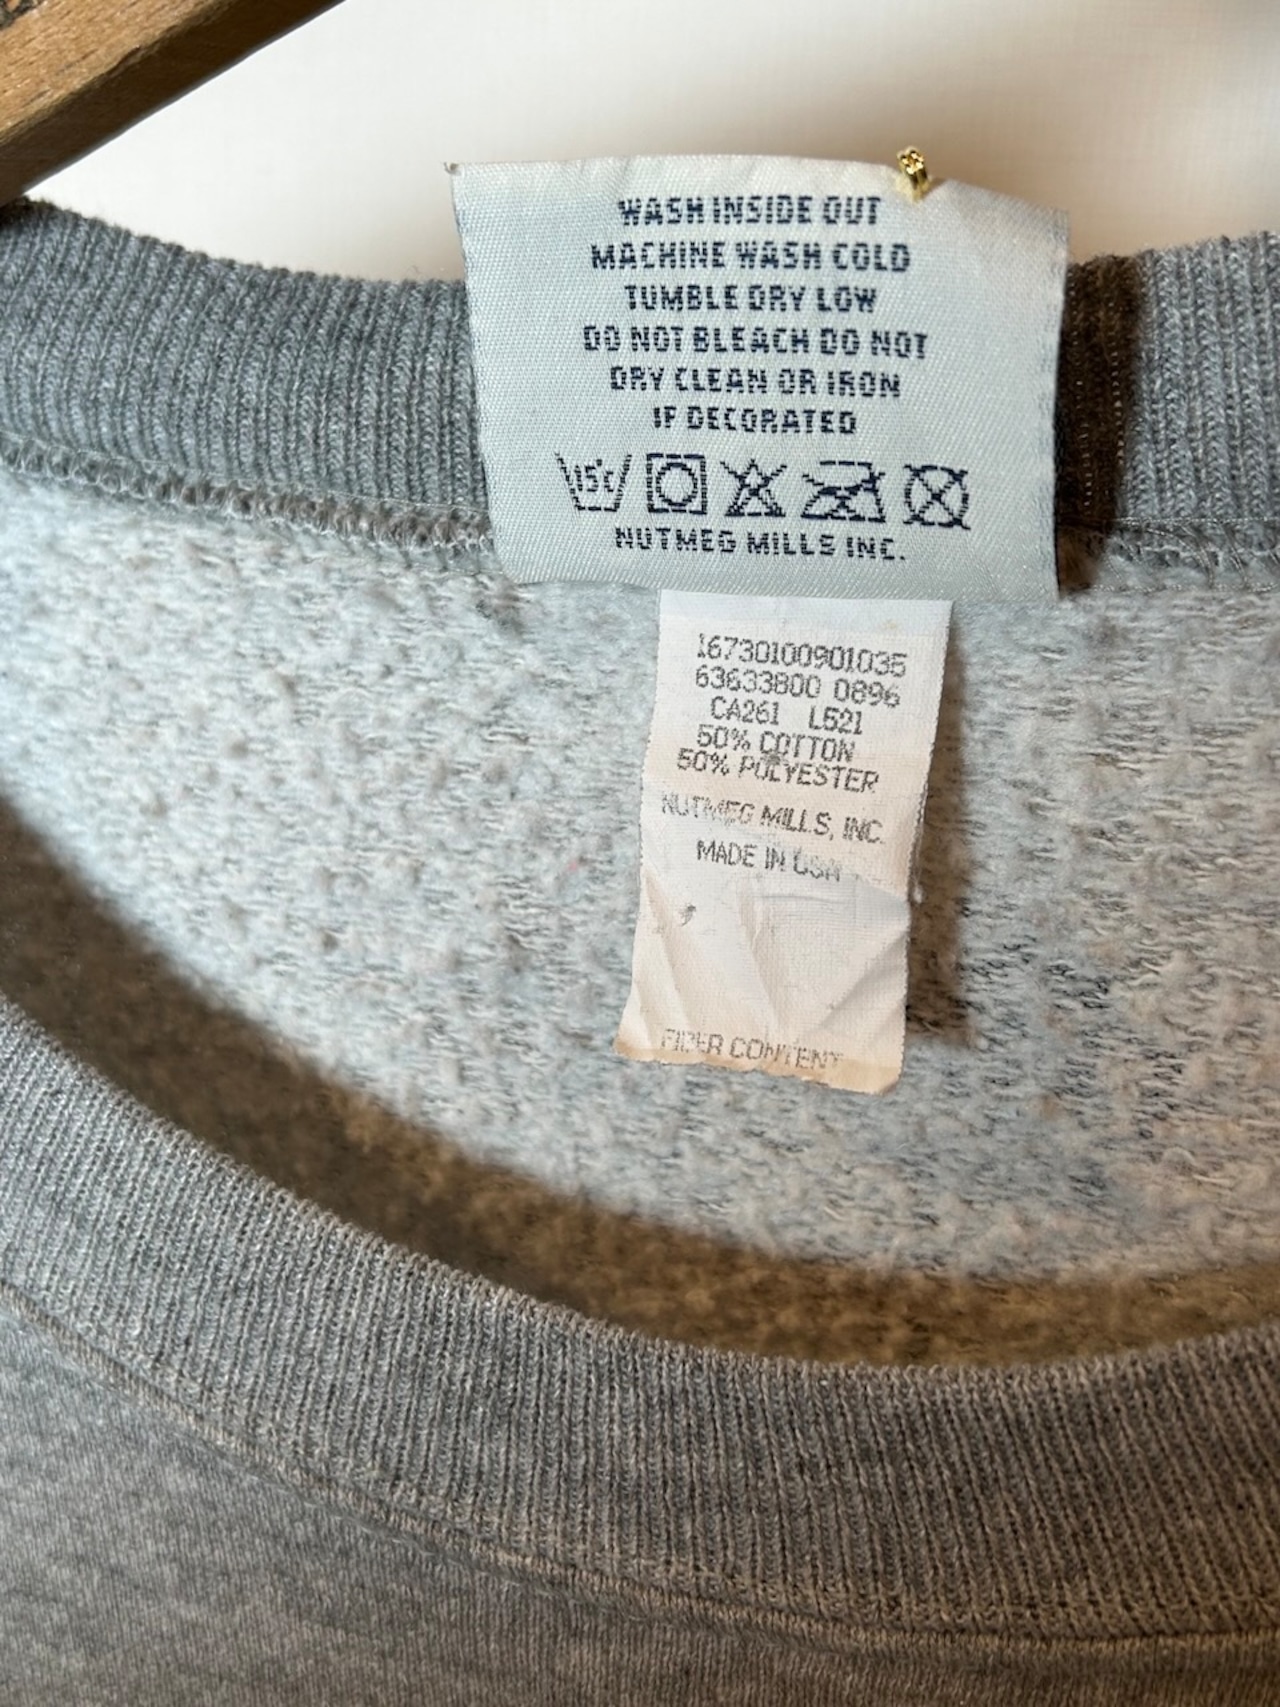 WASH INSIDE OUT
MACHINE WASH COLD
TUMBLE DRY LOW
DO NOT BLEACH DO NOT
DRY CLEAN OR IRON
IF DECORATED
15°c
NUTMEG MILLS INC.
16730100901035
63633800 0896
CA261 L521
50% COTTON
50% POLYESTER
NUTMEG MILLS, INC.
MADE IN USA
FIBER CONTENT